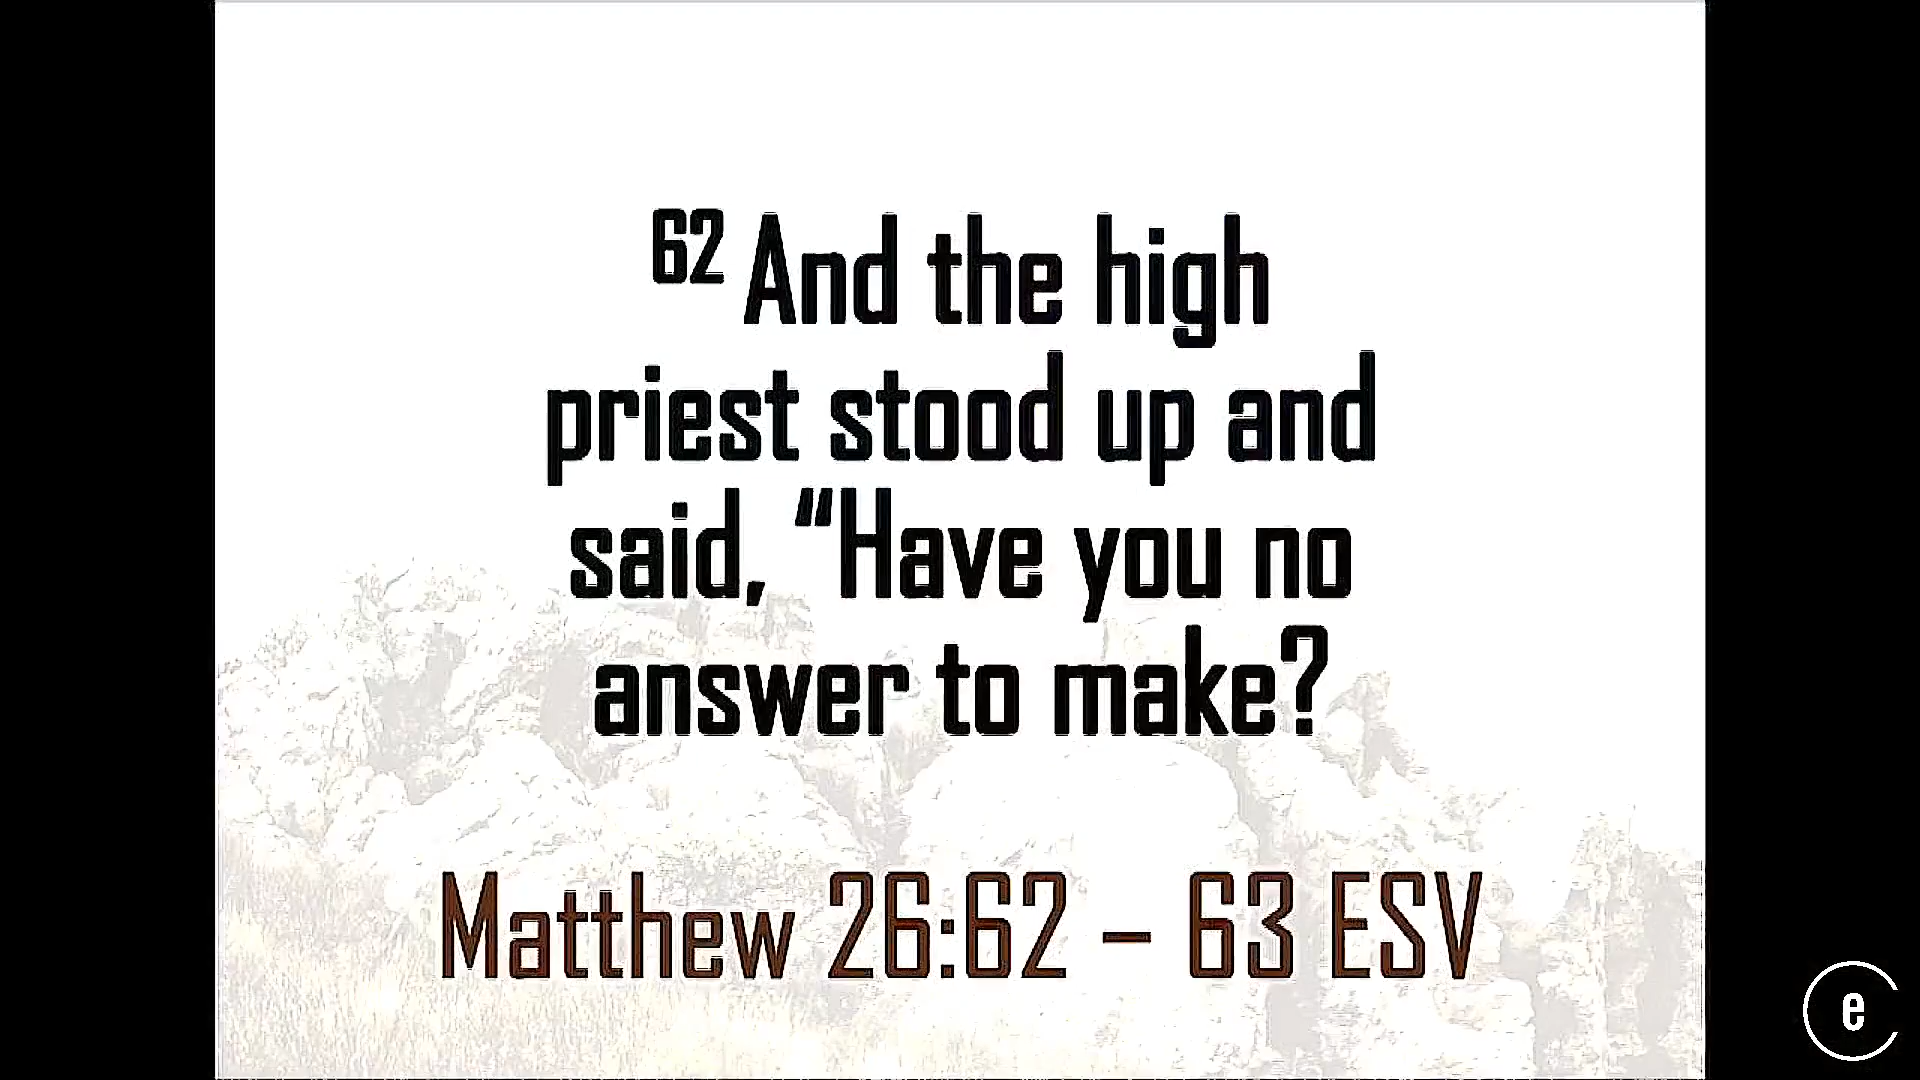 62 And the high
priest stood up and
said, “Have you no
answer to make?
Matthew 26:62 – 63 ESV
e